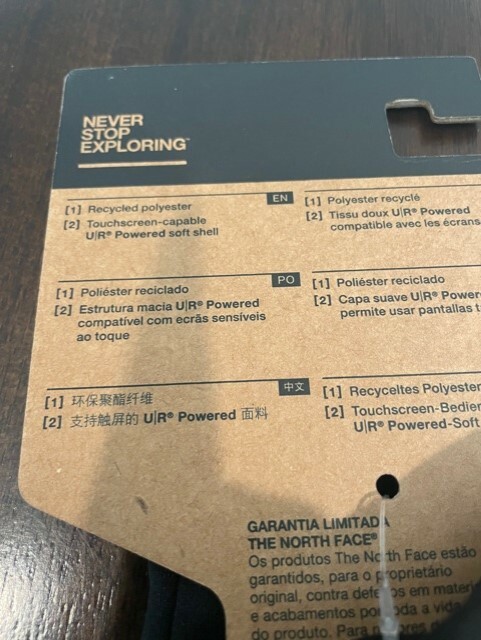 NEVER
STOP
EXPLORING™
EN
[1] Recycled polyester
[2] Touchscreen-capable
U|R® Powered soft shell
[1] Polyester recyclé
[2] Tissu doux U|R® Powered
compatible avec les écrans
PO
[1] Poliéster reciclado
[2] Estrutura macia U|R® Powered
compatível com ecrãs sensíveis
ao toque
[1] Poliéster reciclado
[2] Capa suave U|R® Power
permite usar pantallas t
中文
[1] 环保聚酯纤维
[2] 支持触屏的 U|R® Powered 面料
[1] Recyceltes Polyester
[2] Touchscreen-Bedien
U|R® Powered-Soft
GARANTIA LIMITADA
THE NORTH FACE®
Os produtos The North Face estão
garantidos, para o proprietário
original, contra defeitos em materi
e acabamentos por toda a vida
do produto. Para